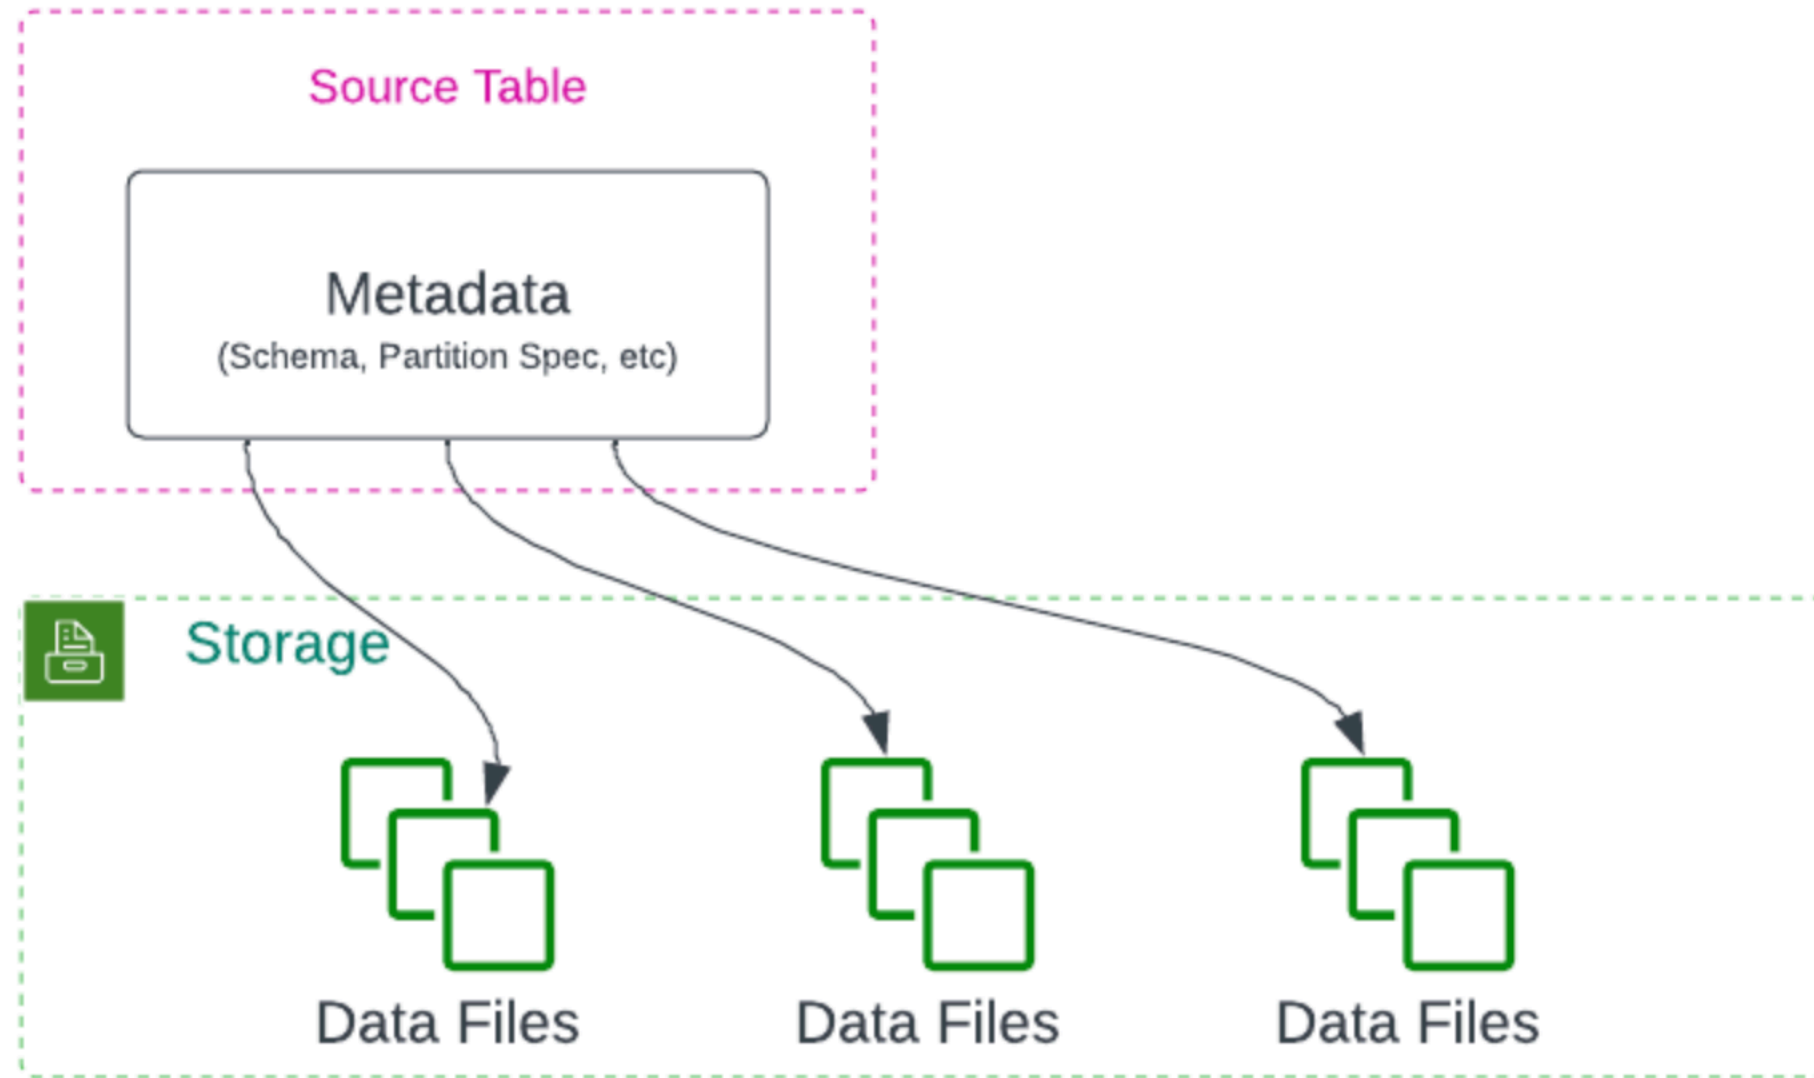 Source Table
Metadata
(Schema, Partition Spec, etc)
Storage
Data Files
Data Files
Data Files